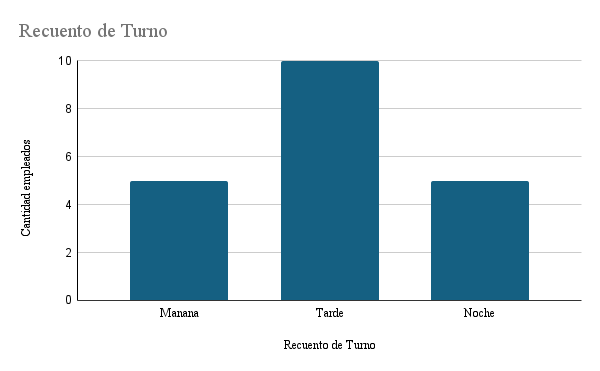 Recuento de Turno
10
8
6
4
2
0
Cantidad empleados
Manana Tarde Noche
Recuento de Turno